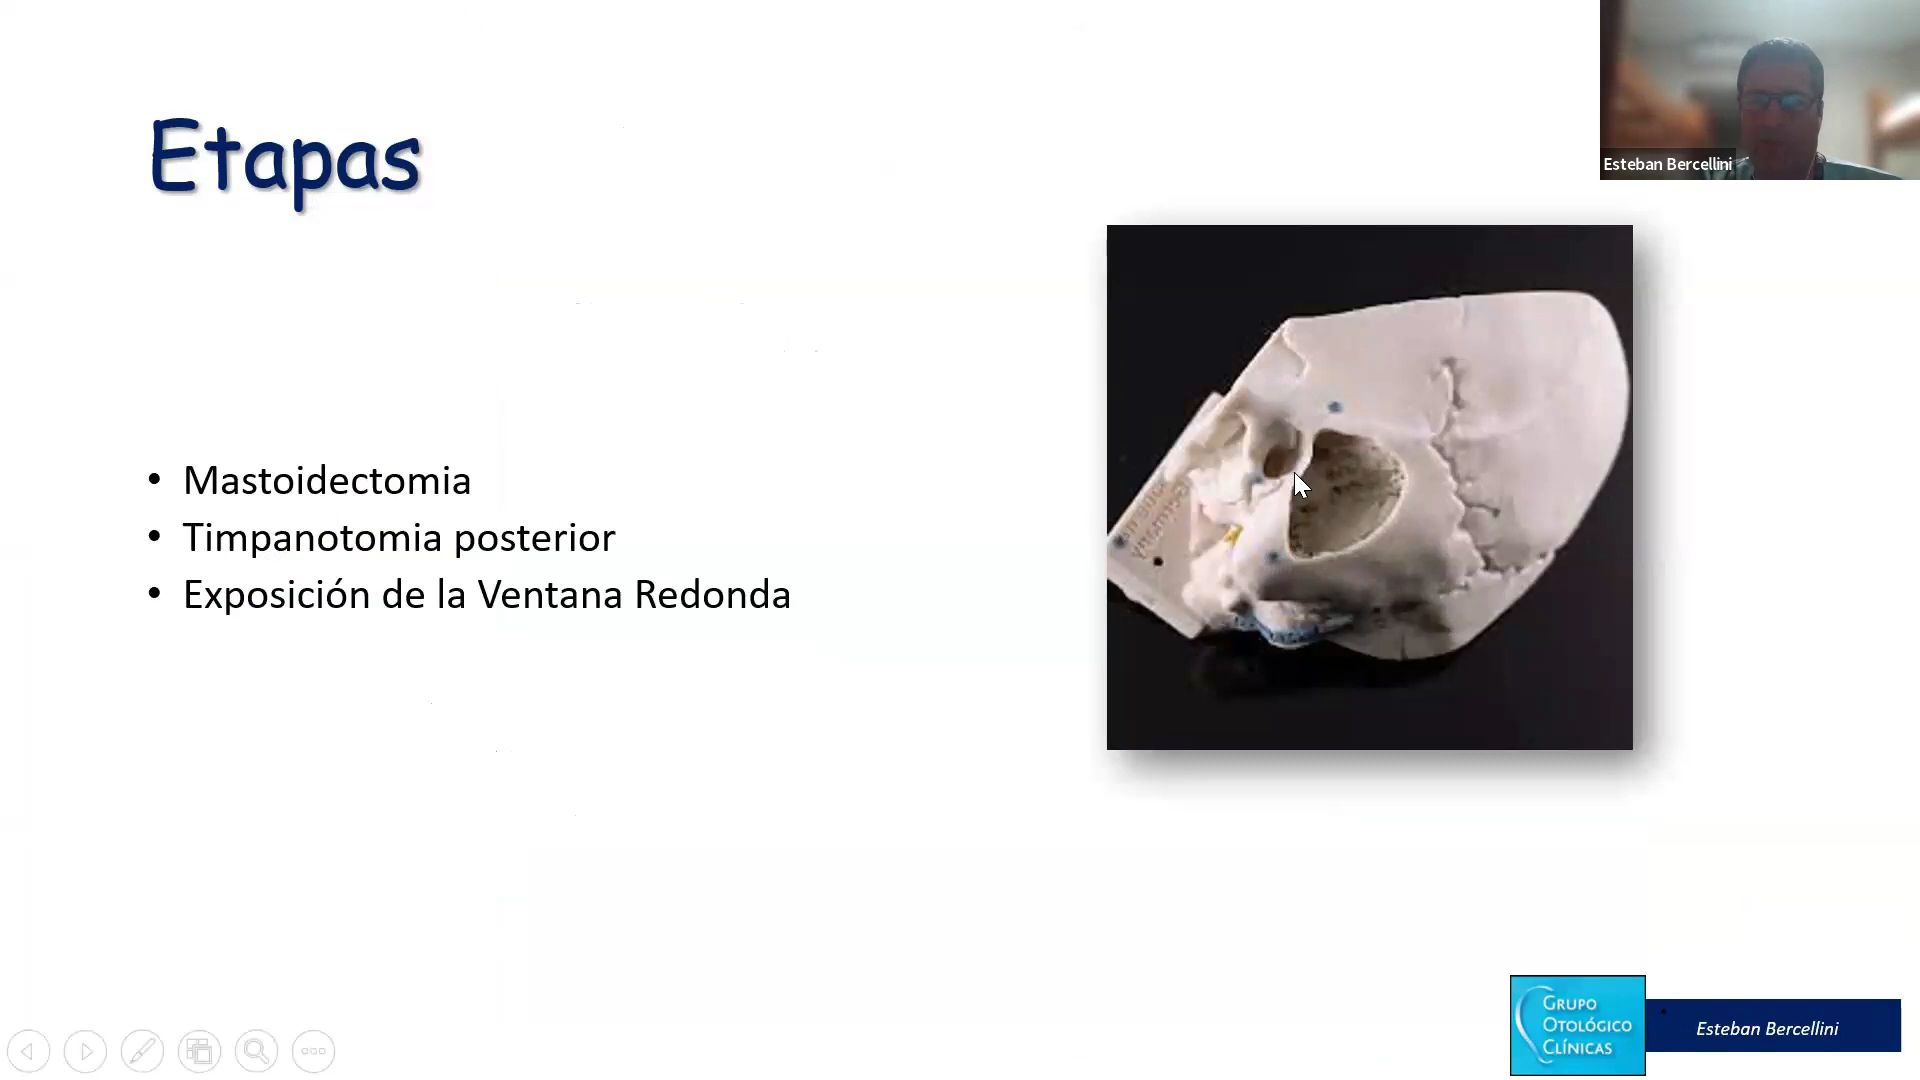 Etapas
Esteban Bercellini
• Mastoidectomia
• Timpanotomia posterior
• Exposición de la Ventana Redonda
GRUPO
OTOLÓGICO
CLÍNICAS
Esteban Bercellini